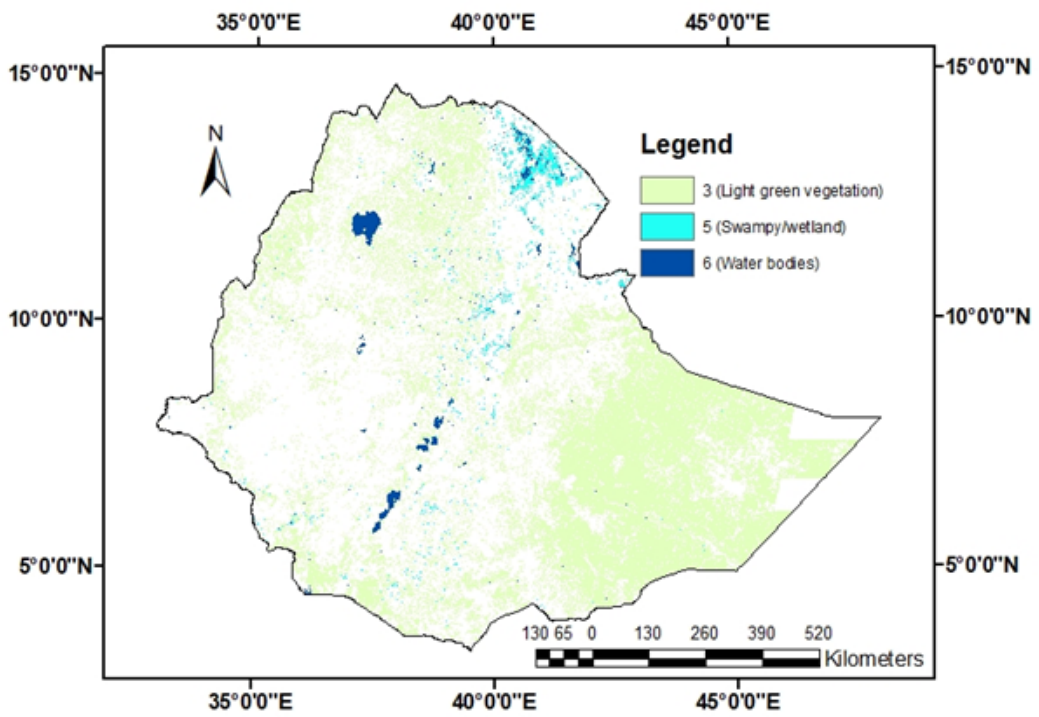 35°0'0"E 40°0'0"E 45°0'0"E
15°0'0"N 15°0'0"N
N
Legend
3 (Light green vegetation)
5 (Swampy/wetland)
6 (Water bodies)
10°0'0"N 10°0'0"N
5°0'0"N 5°0'0"N
130 65 0 130 260 390 520
Kilometers
35°0'0"E 40°0'0"E 45°0'0"E